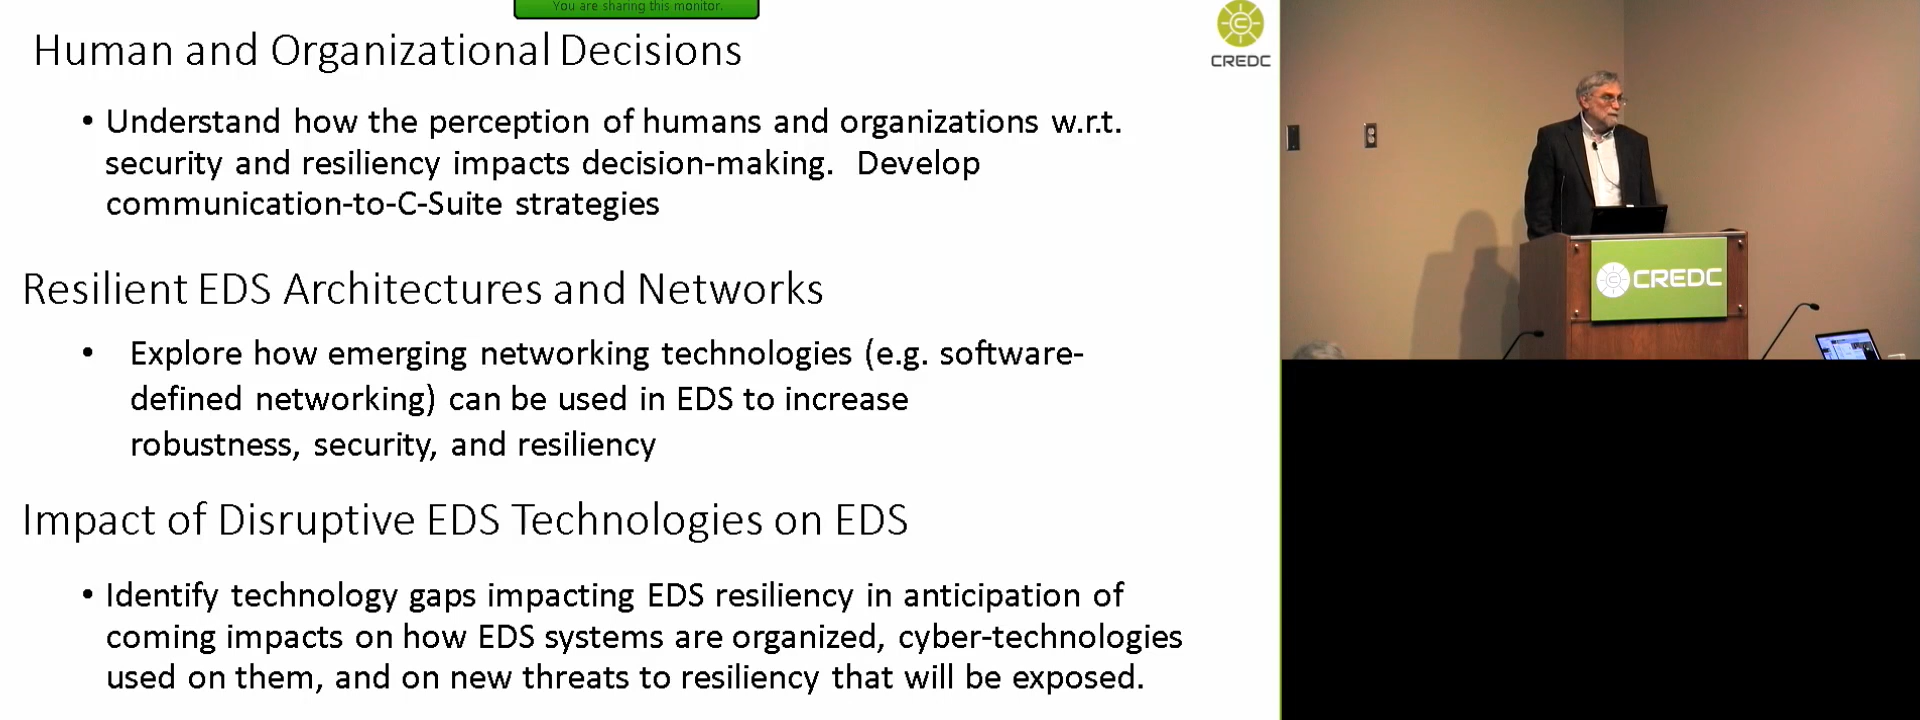 You are sharing this monitor.
Human and Organizational Decisions
CREDC
• Understand how the perception of humans and organizations w.r.t.
security and resiliency impacts decision-making. Develop
communication-to-C-Suite strategies
Resilient EDS Architectures and Networks
• Explore how emerging networking technologies (e.g. software-
defined networking) can be used in EDS to increase
robustness, security, and resiliency
Impact of Disruptive EDS Technologies on EDS
• Identify technology gaps impacting EDS resiliency in anticipation of
coming impacts on how EDS systems are organized, cyber-technologies
used on them, and on new threats to resiliency that will be exposed.
C CREDC